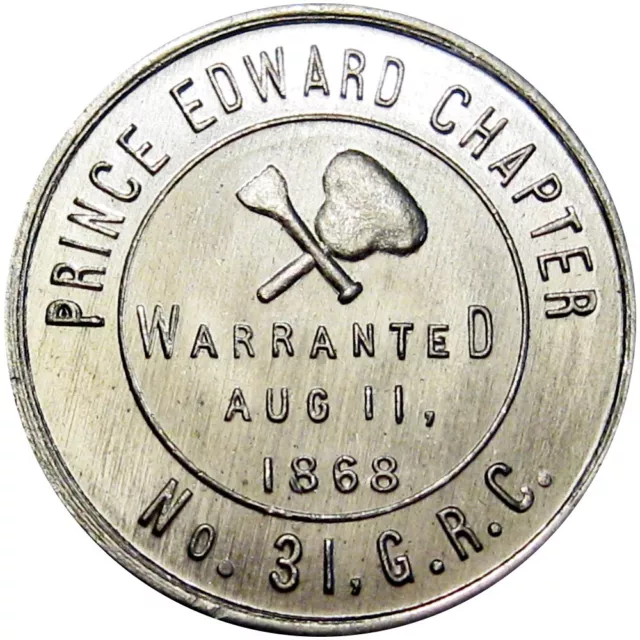 PRINCE EDWARD CHAPTER
WARRANTED
AUG 11,
1868
No. 31, G.R.C.